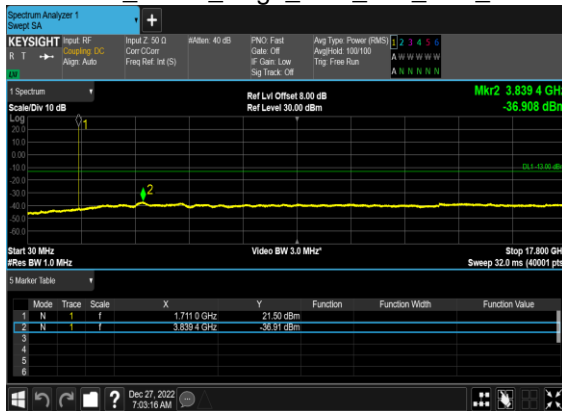 Spectrum Analyzer 1
Swept SA
+
KEYSIGHT Input: RF Input Z: 50 Ω #Atten: 40 dB PNO: Fast Avg Type: Power (RMS) 1 2 3 4 5 6
R T Coupling: DC Corr CCorr Gate: Off Avg|Hold: 100/100 A W W W W W
Align: Auto Freq Ref: Int (S) IF Gain: Low Trig: Free Run
Sig Track: Off A N N N N N
1 Spectrum Ref Lvl Offset 8.00 dB Mkr2 3.839 4 GHz
Scale/Div 10 dB Ref Level 30.00 dBm -36.908 dBm
Log
1
20.0
10.0
0.00
-10.0 DL1 -13.00 dBm
-20.0
-30.0 2
-40.0
-50.0
-60.0
Start 30 MHz Video BW 3.0 MHz* Stop 17.800 GHz
#Res BW 1.0 MHz Sweep 32.0 ms (40001 pts)
5 Marker Table
Mode Trace Scale X Y Function Function Width Function Value
1 N 1 f 1.711 0 GHz 21.50 dBm
2 N 1 f 3.839 4 GHz -36.91 dBm
3
4
5
6
? Dec 27, 2022
7:03:16 AM